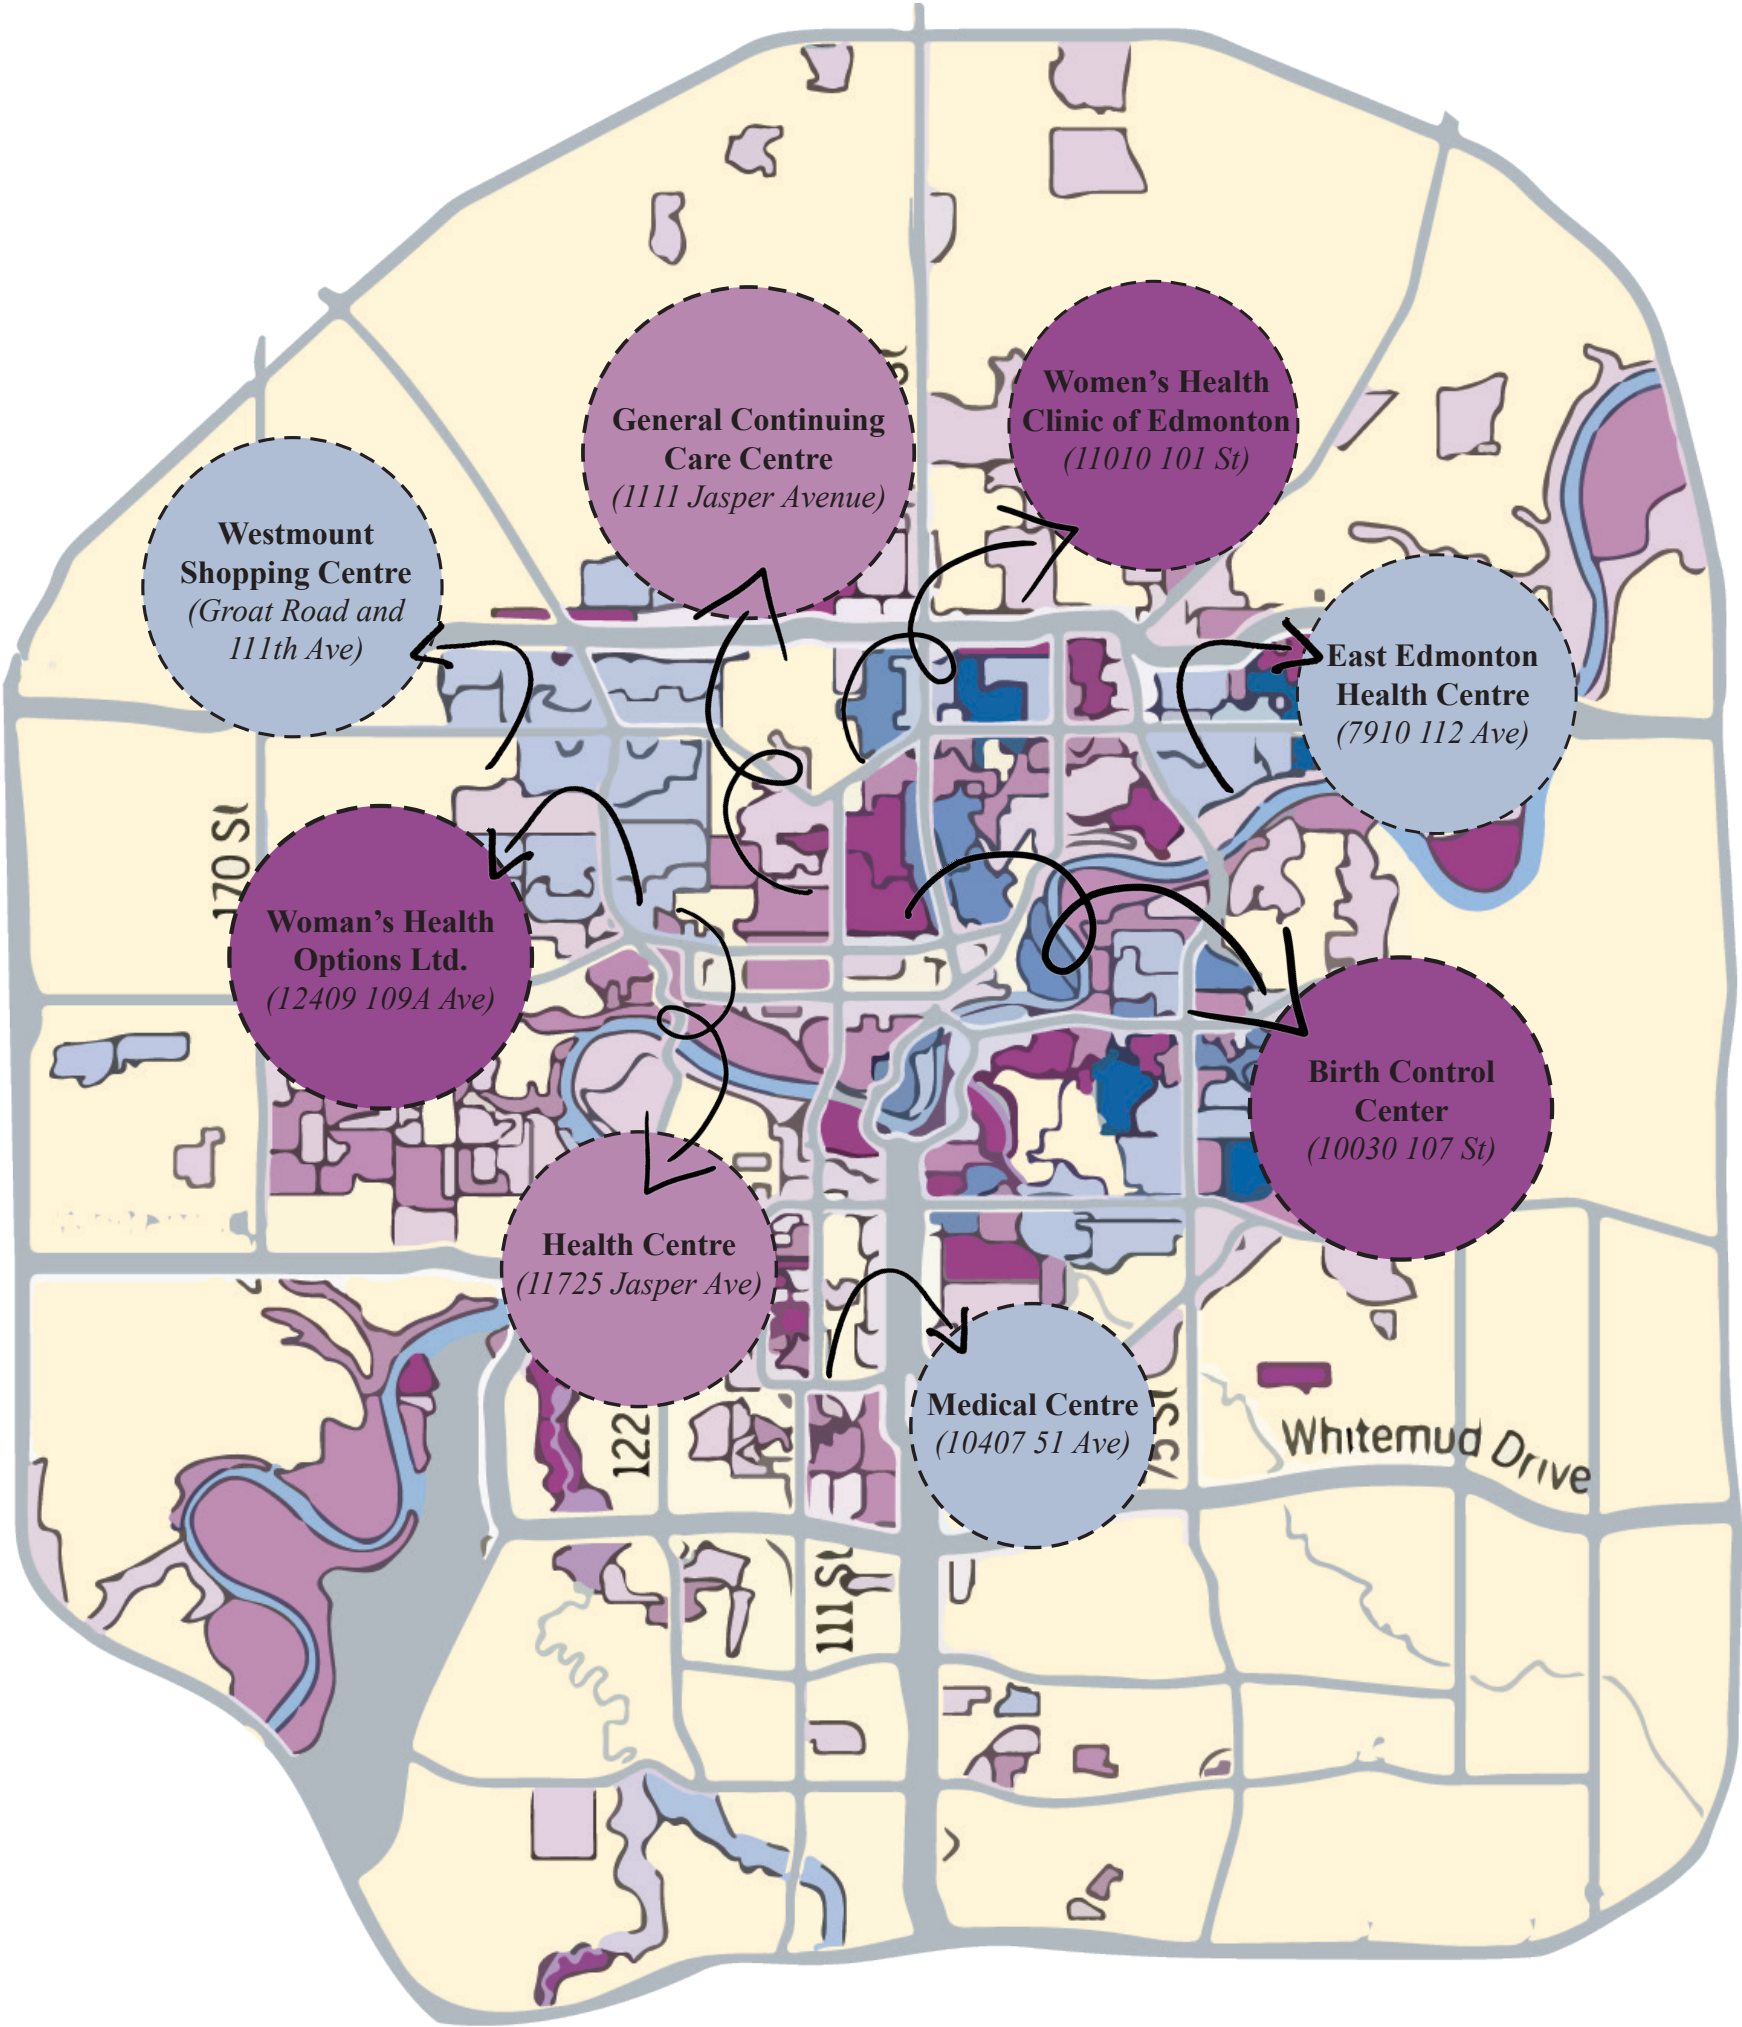 Women's Health
Clinic of Edmonton
(11010 101 St)
General Continuing
Care Centre
(1111 Jasper Avenue)
Westmount
Shopping Centre
(Groat Road and
111th Ave)
East Edmonton
Health Centre
(7910 112 Ave)
170 St
Woman's Health
Options Ltd.
(12409 109A Ave)
Birth Control
Center
(10030 107 St)
Health Centre
(11725 Jasper Ave)
Medical Centre
(10407 51 Ave)
122
Whitemud Drive
111 St